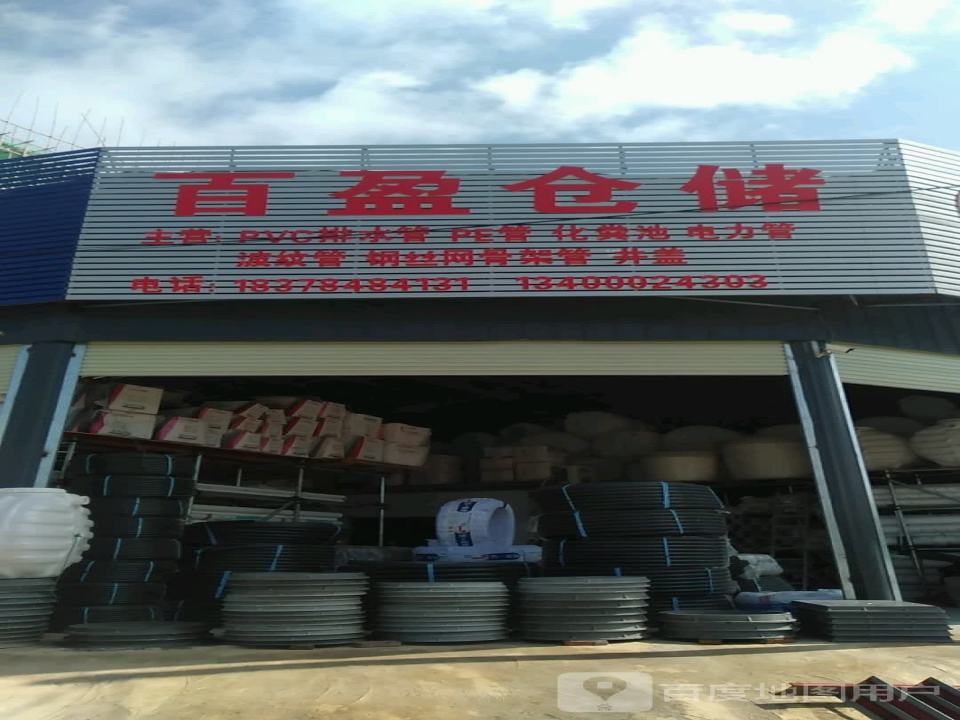 百盈仓储
主营：PVC排水管 PE管 化粪池 电力管
波纹管 钢丝网骨架管 井盖
电话：18378484131 13400024303
百度地图用户